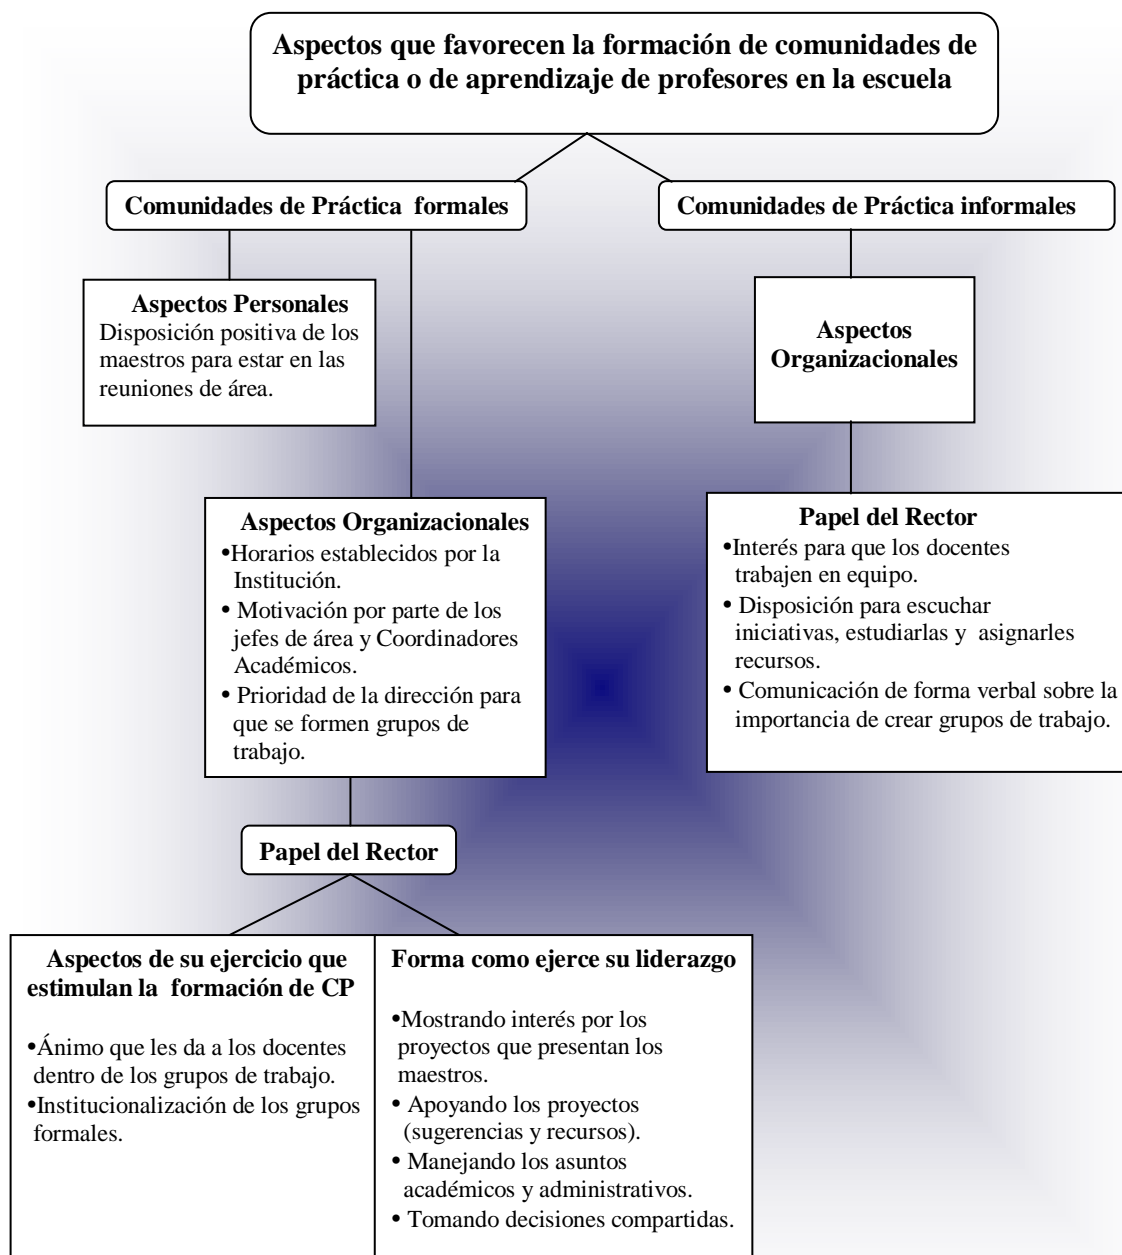 Aspectos que favorecen la formación de comunidades de
práctica o de aprendizaje de profesores en la escuela
Comunidades de Práctica formales
Comunidades de Práctica informales
Aspectos Personales
Disposición positiva de los
maestros para estar en las
reuniones de área.
Aspectos
Organizacionales
Aspectos Organizacionales
•Horarios establecidos por la
Institución.
• Motivación por parte de los
jefes de área y Coordinadores
Académicos.
• Prioridad de la dirección para
que se formen grupos de
trabajo.
Papel del Rector
•Interés para que los docentes
trabajen en equipo.
• Disposición para escuchar
iniciativas, estudiarlas y asignarles
recursos.
• Comunicación de forma verbal sobre la
importancia de crear grupos de trabajo.
Papel del Rector
Aspectos de su ejercicio que
estimulan la formación de CP
•Ánimo que les da a los docentes
dentro de los grupos de trabajo.
•Institucionalización de los grupos
formales.
Forma como ejerce su liderazgo
•Mostrando interés por los
proyectos que presentan los
maestros.
• Apoyando los proyectos
(sugerencias y recursos).
• Manejando los asuntos
académicos y administrativos.
• Tomando decisiones compartidas.